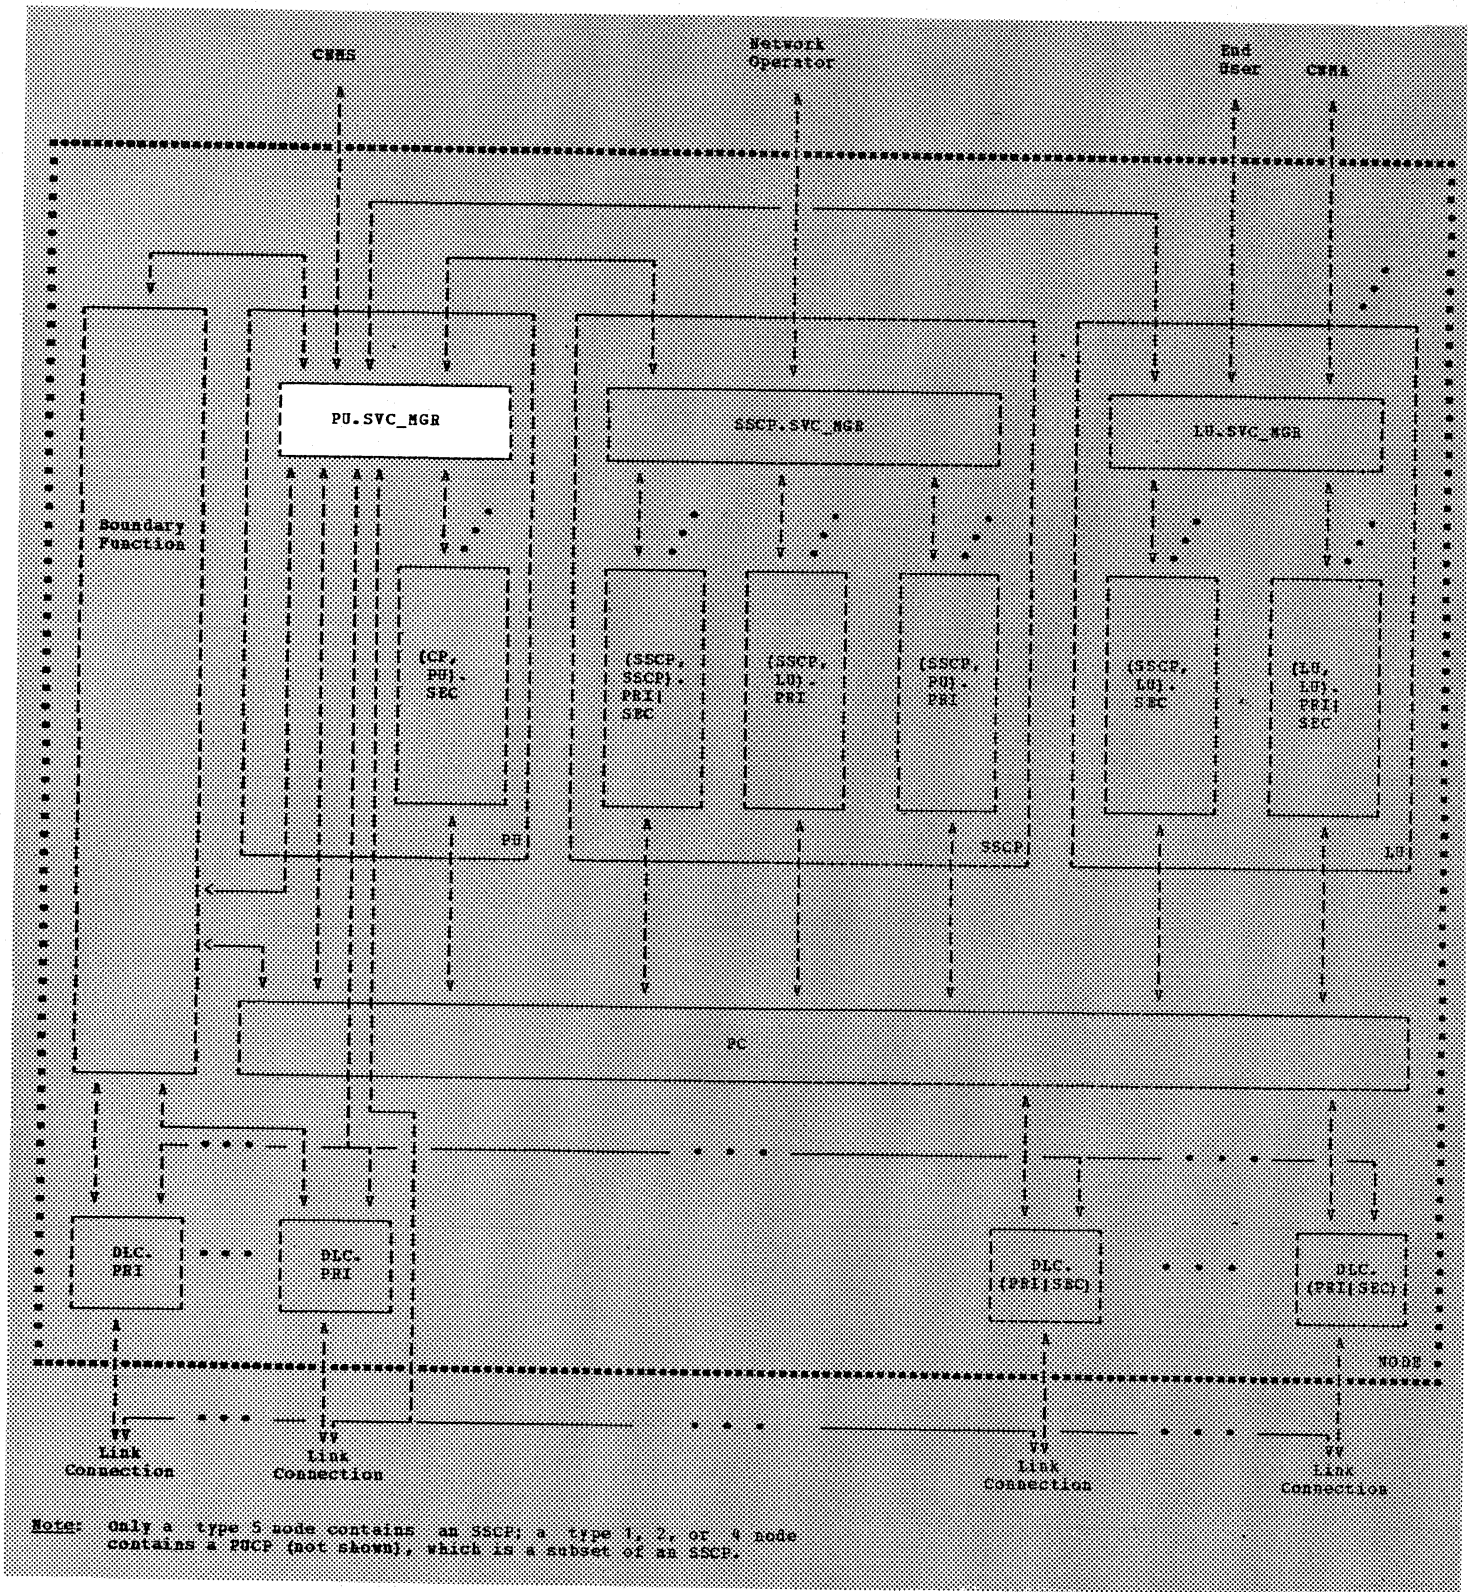 CNMS
Network
Operator
End
User
CNMA
PU.SVC_MGR
SSCP.SVC_MGR
LU.SVC_MGR
Boundary
Function
(CP,
PU).
SEC
(SSCP,
SSCP).
PRI|
SEC
(SSCP,
LU).
PRI
(SSCP,
PU).
PRI
(SSCP,
LU).
SEC
(LU,
LU).
PRI|
SEC
PU
SSCP
LU
PC
DLC.
PRI
DLC.
PRI
DLC.
(PRI|SEC)
DLC.
(PRI|SEC)
NODE
Link
Connection
Link
Connection
Link
Connection
Link
Connection
Note: Only a type 5 node contains an SSCP; a type 1, 2, or 4 node
contains a PUCP (not shown), which is a subset of an SSCP.